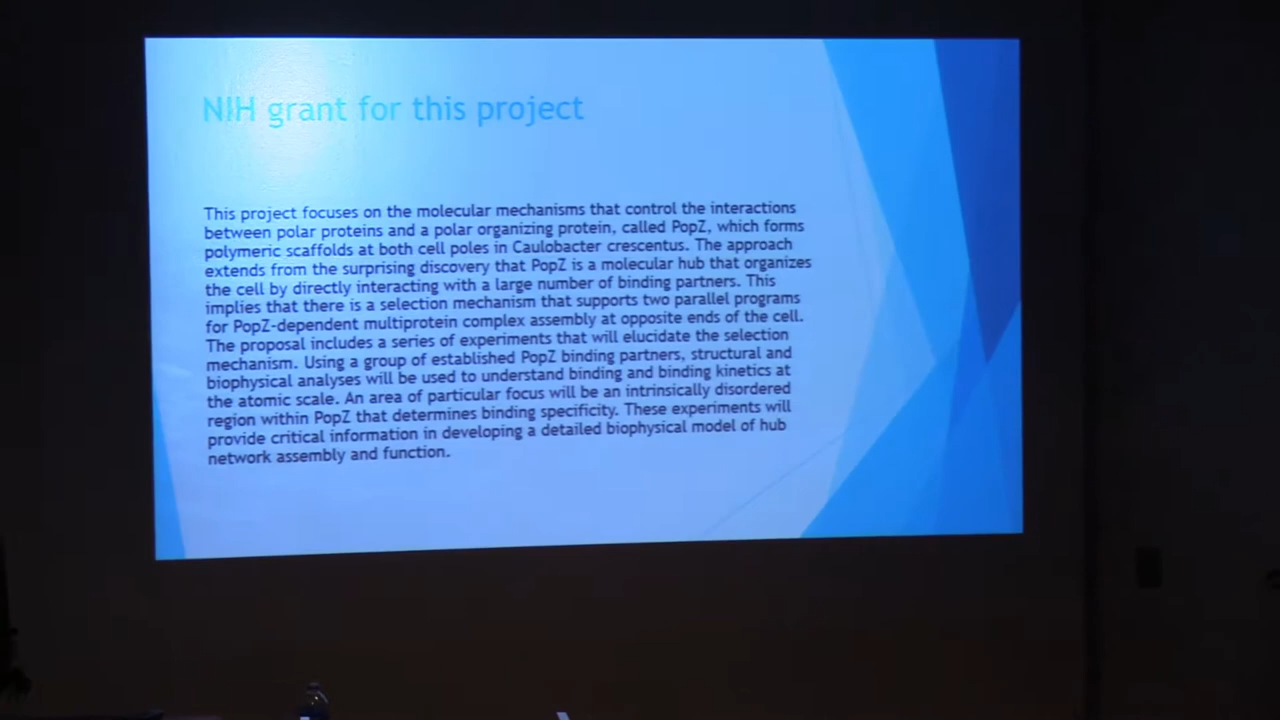 NIH grant for this project
This project focuses on the molecular mechanisms that control the interactions
between polar proteins and a polar organizing protein, called PopZ, which forms
polymeric scaffolds at both cell poles in Caulobacter crescentus. The approach
extends from the surprising discovery that PopZ is a molecular hub that organizes
the cell by directly interacting with a large number of binding partners. This
implies that there is a selection mechanism that supports two parallel programs
for PopZ-dependent multiprotein complex assembly at opposite ends of the cell.
The proposal includes a series of experiments that will elucidate the selection
mechanism. Using a group of established PopZ binding partners, structural and
biophysical analyses will be used to understand binding and binding kinetics at
the atomic scale. An area of particular focus will be an intrinsically disordered
region within PopZ that determines binding specificity. These experiments will
provide critical information in developing a detailed biophysical model of hub
network assembly and function.